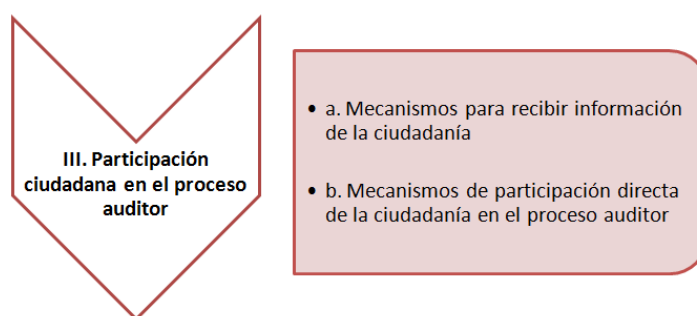 III. Participación
ciudadana en el proceso
auditor
• a. Mecanismos para recibir información
de la ciudadanía
• b. Mecanismos de participación directa
de la ciudadanía en el proceso auditor